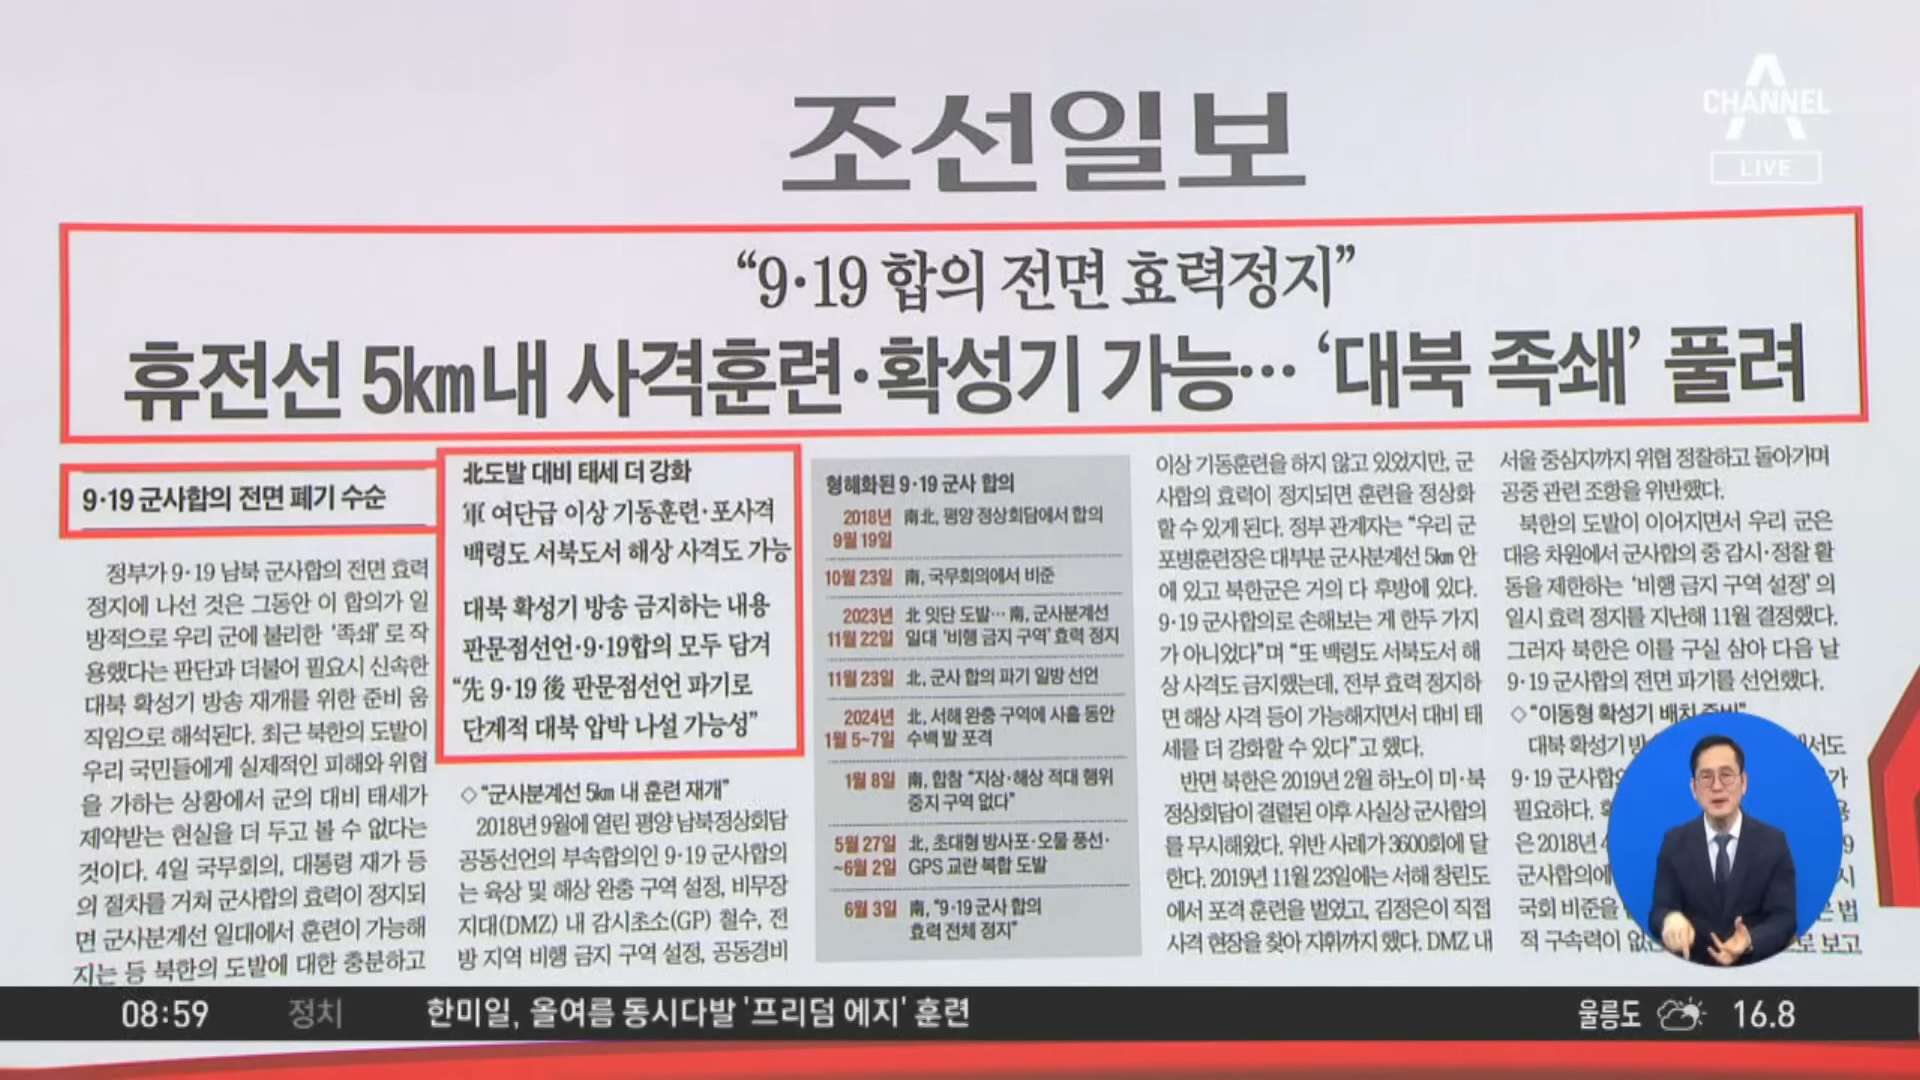 조선일보
CHANNEL A
LIVE
“9·19 합의 전면 효력정지”
휴전선 5㎞내 사격훈련·확성기 가능… ‘대북 족쇄’ 풀려
9·19 군사합의 전면 폐기 수순
정부가 9·19 남북 군사합의 전면 효력
정지에 나선 것은 그동안 이 합의가 일
방적으로 우리 군에 불리한 ‘족쇄’로 작
용했다는 판단과 더불어 필요시 신속한
대북 확성기 방송 재개를 위한 준비 움
직임으로 해석된다. 최근 북한의 도발이
우리 국민들에게 실제적인 피해와 위협
을 가하는 상황에서 군의 대비 태세가
제약받는 현실을 더 두고 볼 수 없다는
것이다. 4일 국무회의, 대통령 재가 등
의 절차를 거쳐 군사합의 효력이 정지되
면 군사분계선 일대에서 훈련이 가능해
지는 등 북한의 도발에 대한 충분하고
北도발 대비 태세 더 강화
軍 여단급 이상 기동훈련·포사격
백령도 서북도서 해상 사격도 가능
대북 확성기 방송 금지하는 내용
판문점선언·9·19합의 모두 담겨
“先 9·19 後 판문점선언 파기로
단계적 대북 압박 나설 가능성”
◇“군사분계선 5㎞ 내 훈련 재개”
2018년 9월에 열린 평양 남북정상회담
공동선언의 부속합의인 9·19 군사합의
는 육상 및 해상 완충 구역 설정, 비무장
지대(DMZ) 내 감시초소(GP) 철수, 전
방 지역 비행 금지 구역 설정, 공동경비
형해화된 9·19 군사 합의
2018년 9월 19일 南北, 평양 정상회담에서 합의
10월 23일 南, 국무회의에서 비준
2023년 北 잇단 도발… 南, 군사분계선
11월 22일 일대 ‘비행 금지 구역’ 효력 정지
11월 23일 北, 군사 합의 파기 일방 선언
2024년 北, 서해 완충 구역에 사흘 동안
1월 5~7일 수백 발 포격
1월 8일 南, 합참 “지상·해상 적대 행위
중지 구역 없다”
5월 27일 北, 초대형 방사포·오물 풍선·
~6월 2일 GPS 교란 복합 도발
6월 3일 南, “9·19 군사 합의
효력 전체 정지”
이상 기동훈련을 하지 않고 있었지만, 군
사합의 효력이 정지되면 훈련을 정상화
할 수 있게 된다. 정부 관계자는 “우리 군
포병훈련장은 대부분 군사분계선 5㎞ 안
에 있고 북한군은 거의 다 후방에 있다.
9·19 군사합의로 손해보는 게 한두 가지
가 아니었다”며 “또 백령도 서북도서 해
상 사격도 금지했는데, 전부 효력 정지하
면 해상 사격 등이 가능해지면서 대비 태
세를 더 강화할 수 있다”고 했다.
반면 북한은 2019년 2월 하노이 미·북
정상회담이 결렬된 이후 사실상 군사합의
를 무시해왔다. 위반 사례가 3600회에 달
한다. 2019년 11월 23일에는 서해 창린도
에서 포격 훈련을 벌였고, 김정은이 직접
사격 현장을 찾아 지휘까지 했다. DMZ 내
서울 중심지까지 위협 정찰하고 돌아가며
공중 관련 조항을 위반했다.
북한의 도발이 이어지면서 우리 군은
대응 차원에서 군사합의 중 감시·정찰 활
동을 제한하는 ‘비행 금지 구역 설정’의
일시 효력 정지를 지난해 11월 결정했다.
그러자 북한은 이를 구실 삼아 다음 날
9·19 군사합의 전면 파기를 선언했다.
◇“이동형 확성기 배치 준비”
대북 확성기
9·19 군사합의
필요하다.
은 2018년
군사합의에
국회 비준을 은 법
적 구속력이 로 보고
08:59 정치 한미일, 올여름 동시다발 '프리덤 에지' 훈련 울릉도 16.8